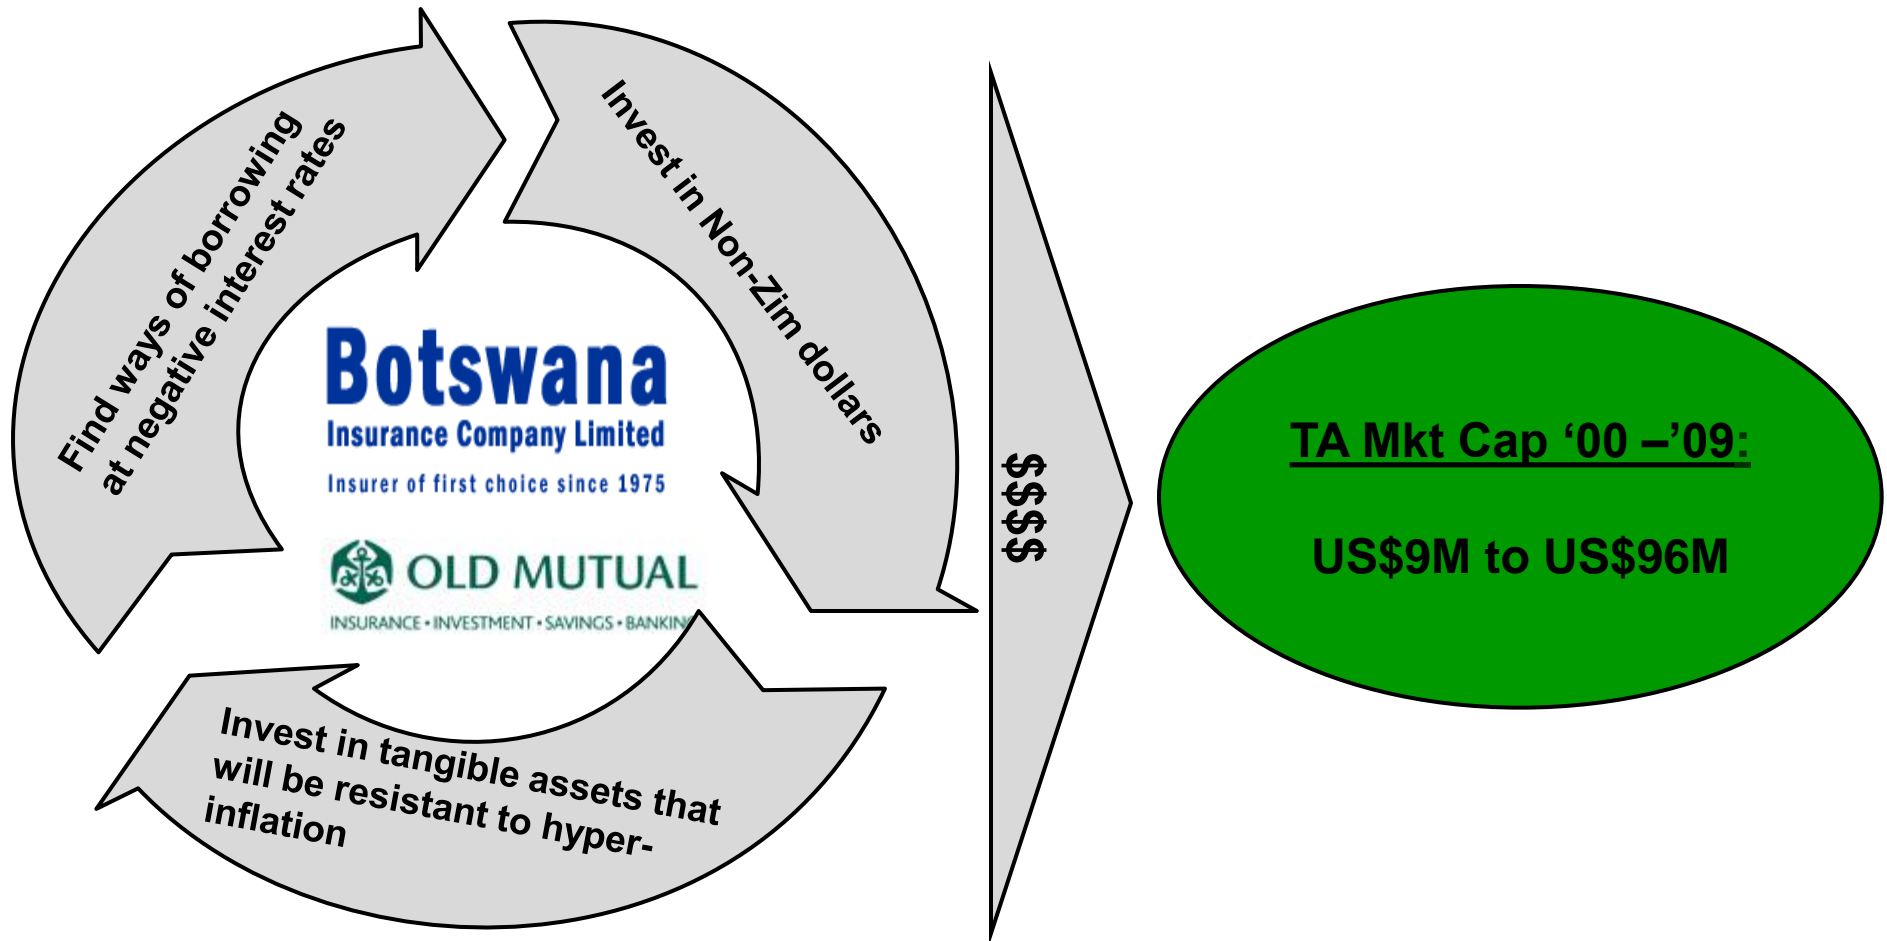 Find ways of borrowing
at negative interest rates
Invest in Non-Zim dollars
Botswana
Insurance Company Limited
Insurer of first choice since 1975
OLD MUTUAL
INSURANCE • INVESTMENT • SAVINGS • BANKING
Invest in tangible assets that
will be resistant to hyper-
inflation
$$$$
TA Mkt Cap ‘00 –’09:
US$9M to US$96M